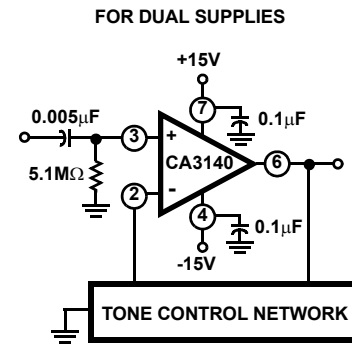 FOR DUAL SUPPLIES
+15V
7
0.1μF
0.005μF
3
+
CA3140
6
5.1MΩ
2
-
4
0.1μF
-15V
TONE CONTROL NETWORK